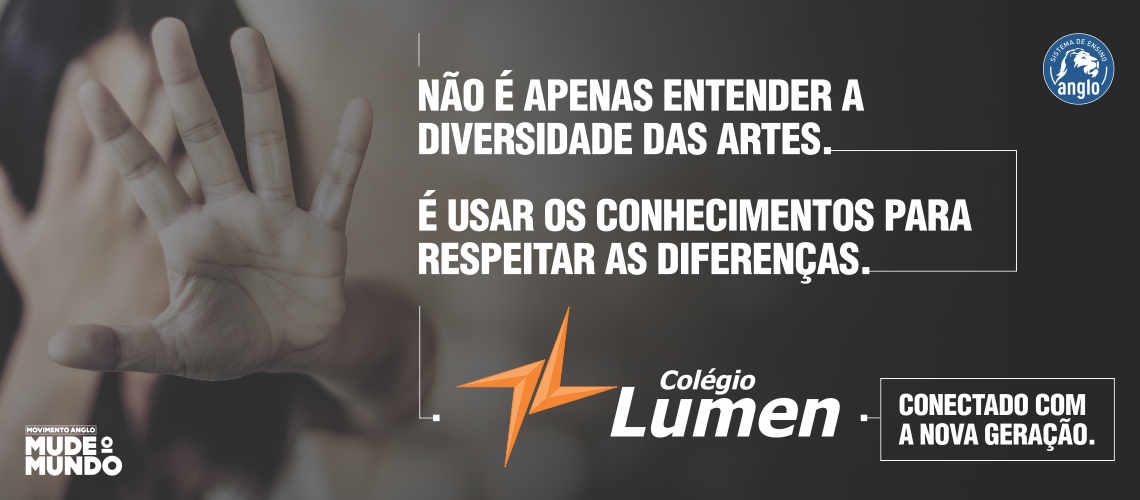 NÃO É APENAS ENTENDER A
DIVERSIDADE DAS ARTES.
É USAR OS CONHECIMENTOS PARA
RESPEITAR AS DIFERENÇAS.
SISTEMA DE ENSINO
anglo
Colégio
Lumen
CONECTADO COM
A NOVA GERAÇÃO.
MOVIMENTO ANGLO
MUDE O
MUNDO